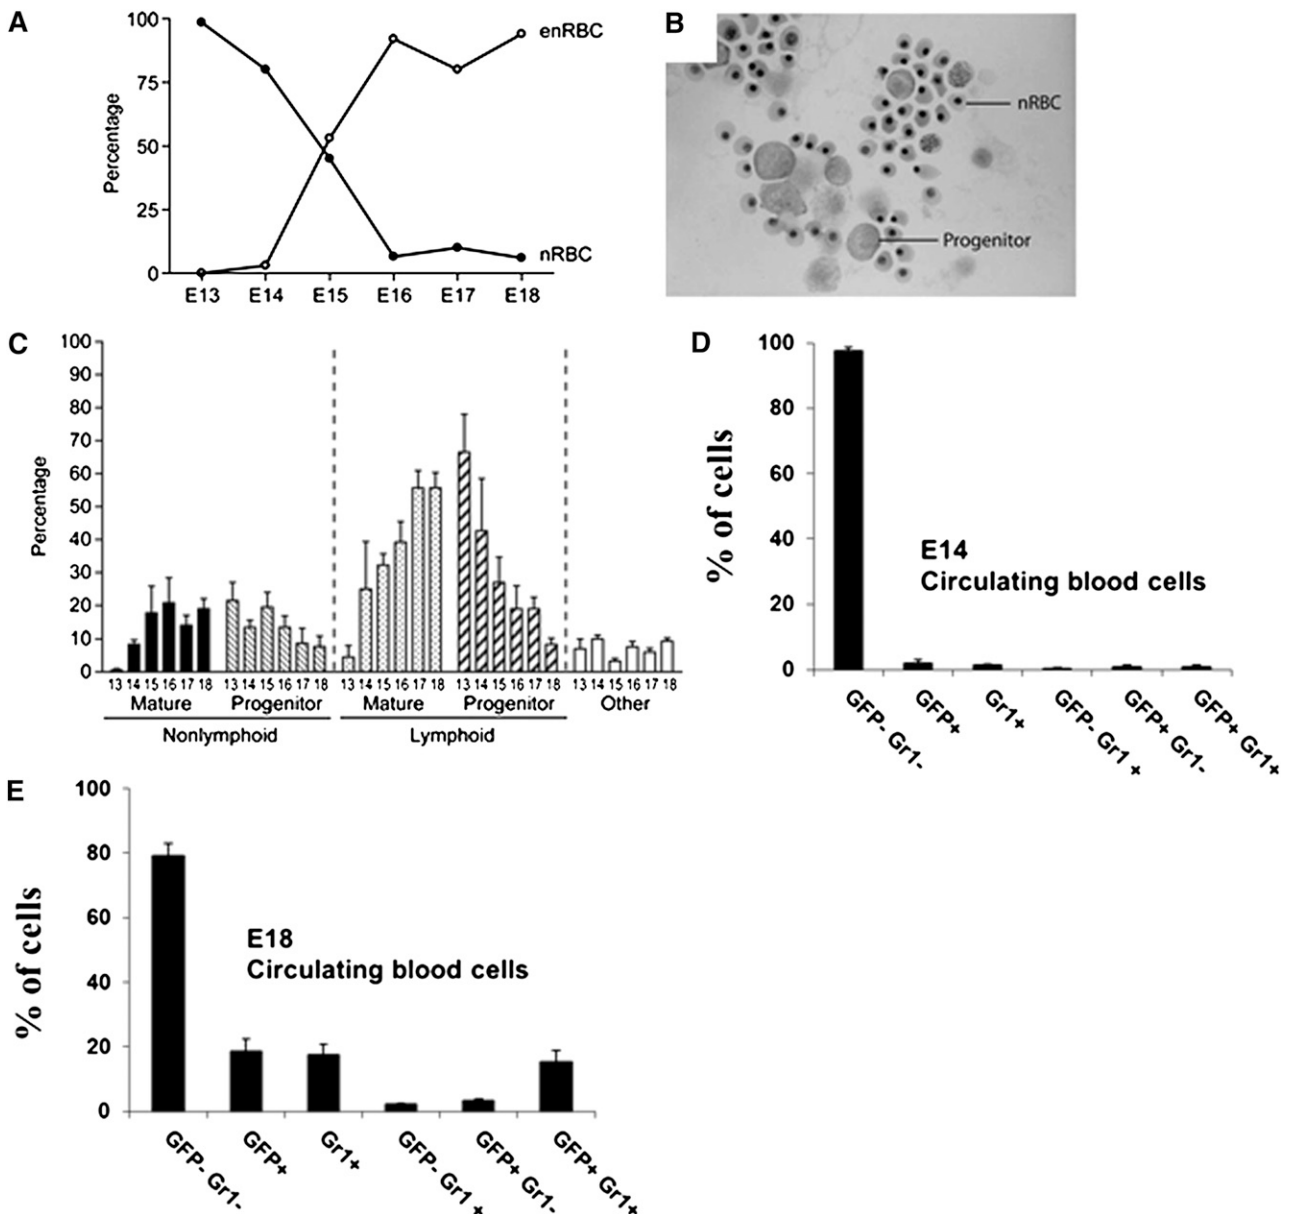 A
100
75
50
25
0
Percentage
enRBC
nRBC
E13 E14 E15 E16 E17 E18
B
nRBC
Progenitor
C
100
90
80
70
60
50
40
30
20
10
0
Percentage
13 14 15 16 17 18 13 14 15 16 17 18 13 14 15 16 17 18 13 14 15 16 17 18 13 14 15 16 17 18
Mature Progenitor Mature Progenitor Other
Nonlymphoid Lymphoid
D
100
80
60
40
20
0
% of cells
E14
Circulating blood cells
GFP- Gr1-
GFP+
Gr1+
GFP- Gr1 +
GFP+ Gr1-
GFP+ Gr1+
E
100
80
60
40
20
0
% of cells
E18
Circulating blood cells
GFP- Gr1-
GFP+
Gr1+
GFP- Gr1 +
GFP+ Gr1-
GFP+ Gr1+